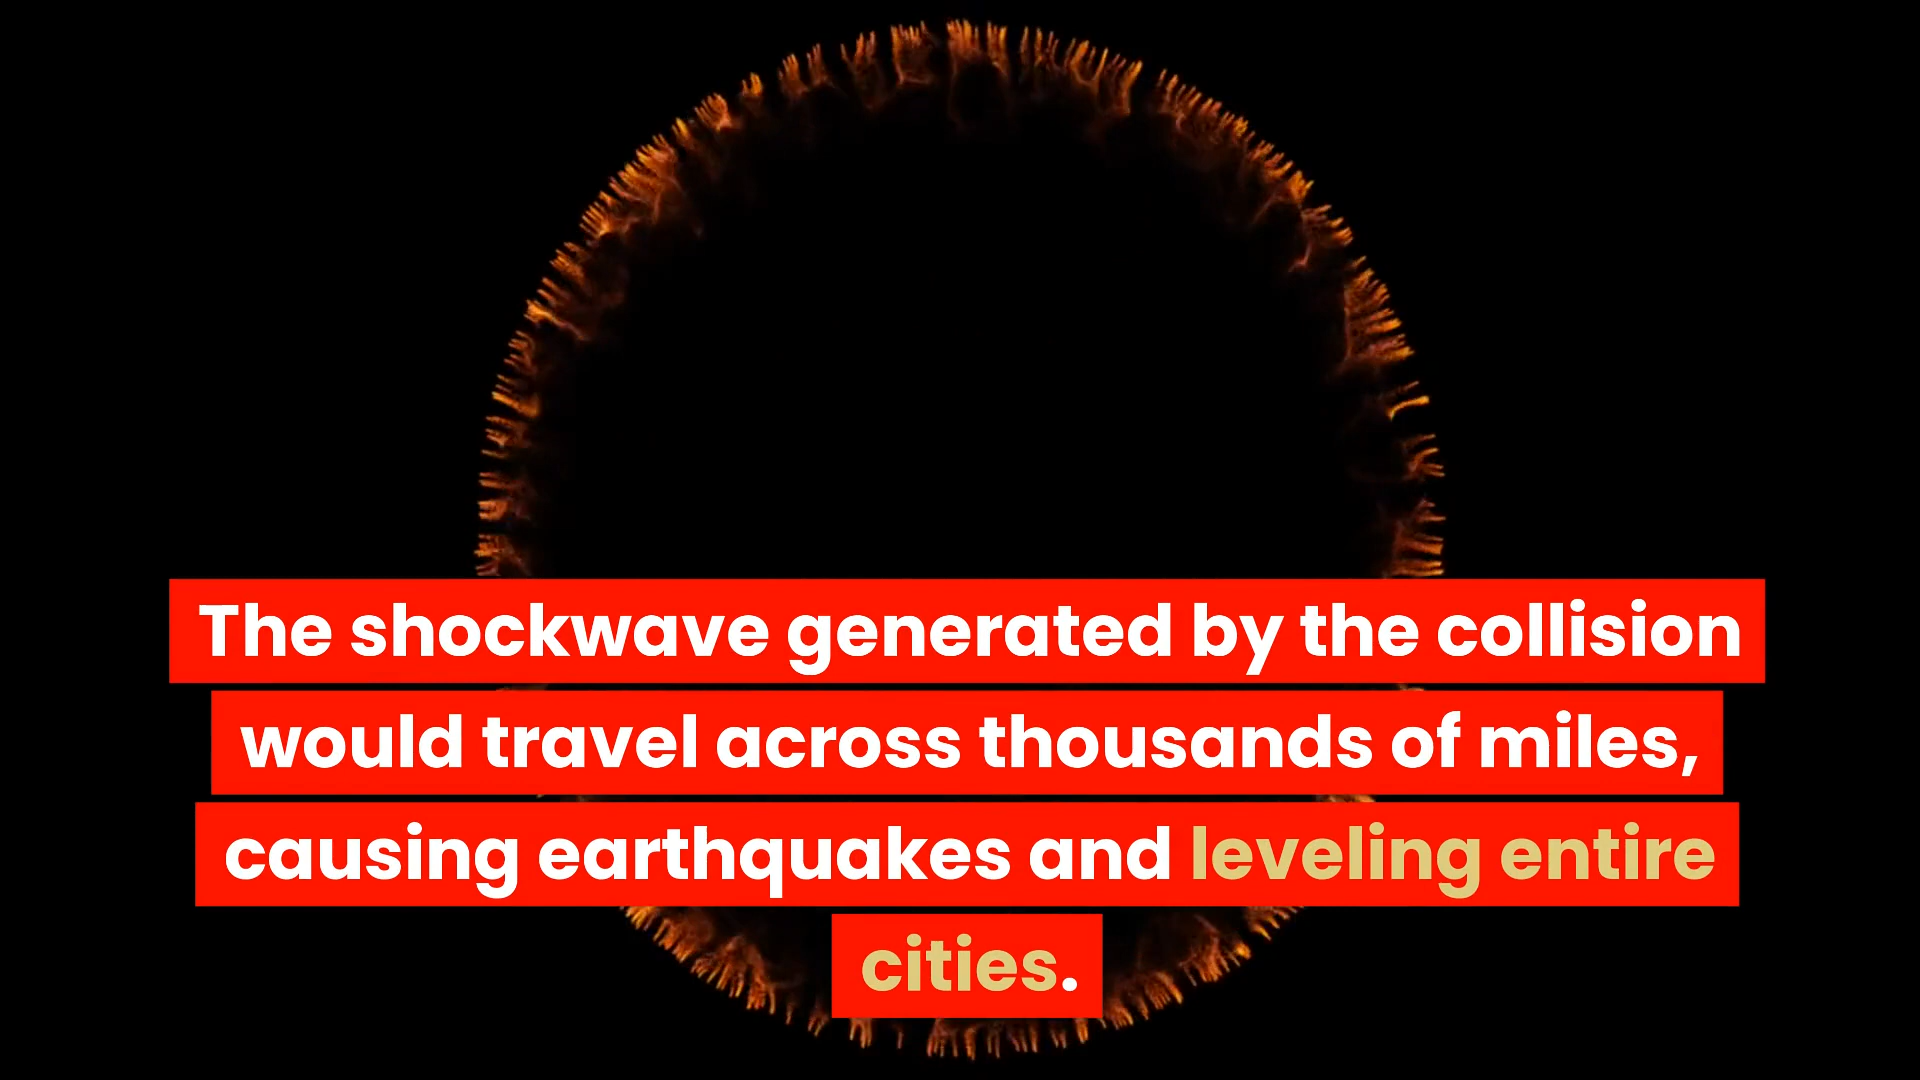 The shockwave generated by the collision
would travel across thousands of miles,
causing earthquakes and leveling entire
cities.